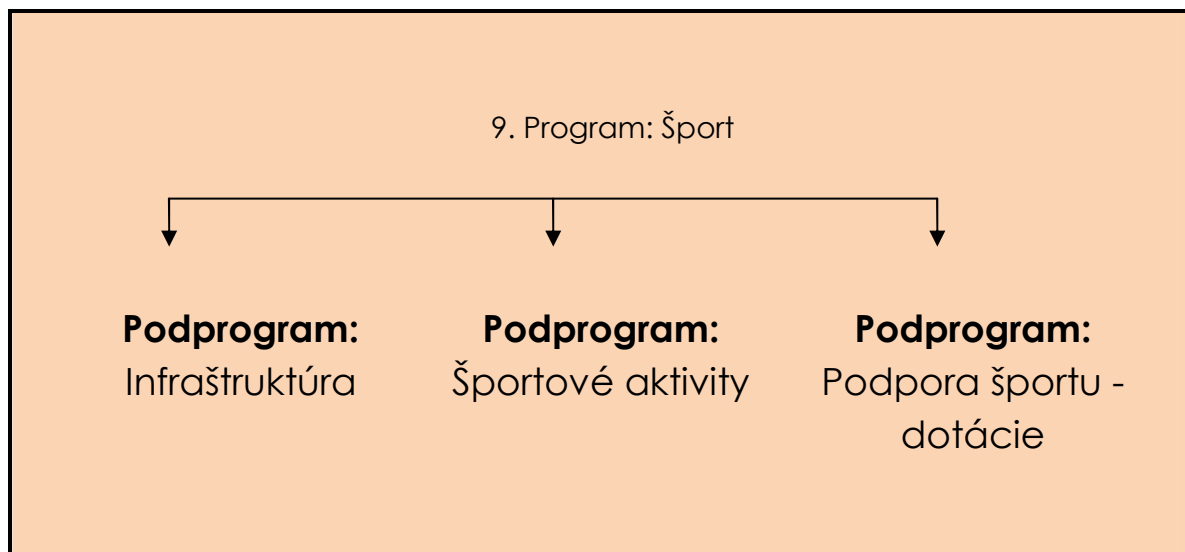 9. Program: Šport
Podprogram:
Infraštruktúra
Podprogram:
Športové aktivity
Podprogram:
Podpora športu -
dotácie